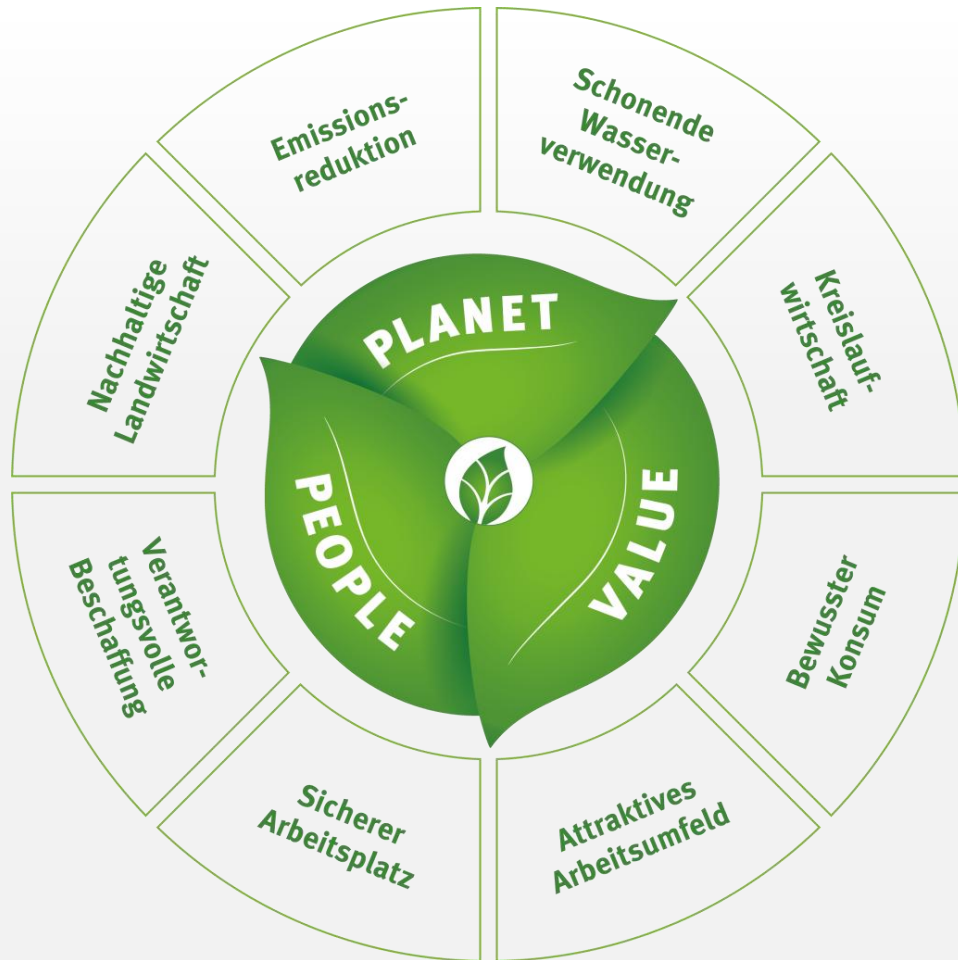 Emissions-
reduktion
Schonende
Wasser-
verwendung
Kreislauf-
wirtschaft
Bewusster
Konsum
Attraktives
Arbeitsumfeld
Sicherer
Arbeitsplatz
Verantwor-
tungsvolle
Beschaffung
Nachhaltige
Landwirtschaft
PLANET
VALUE
PEOPLE